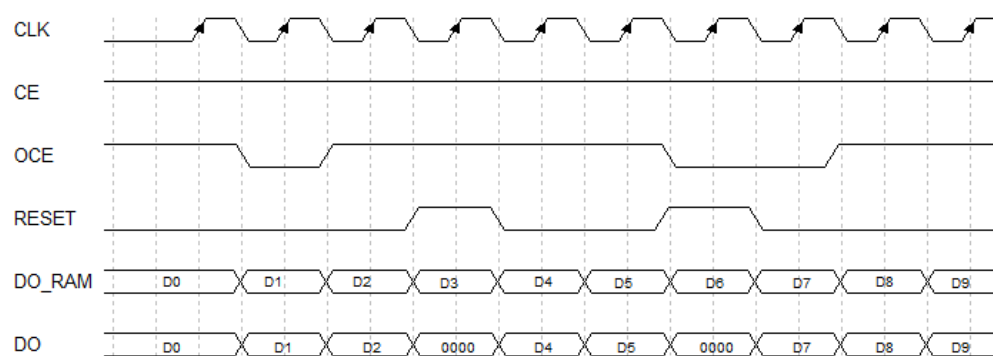 CLK
CE
OCE
RESET
DO_RAM D0 D1 D2 D3 D4 D5 D6 D7 D8 D9
DO D0 D1 D2 0000 D4 D5 0000 D7 D8 D9